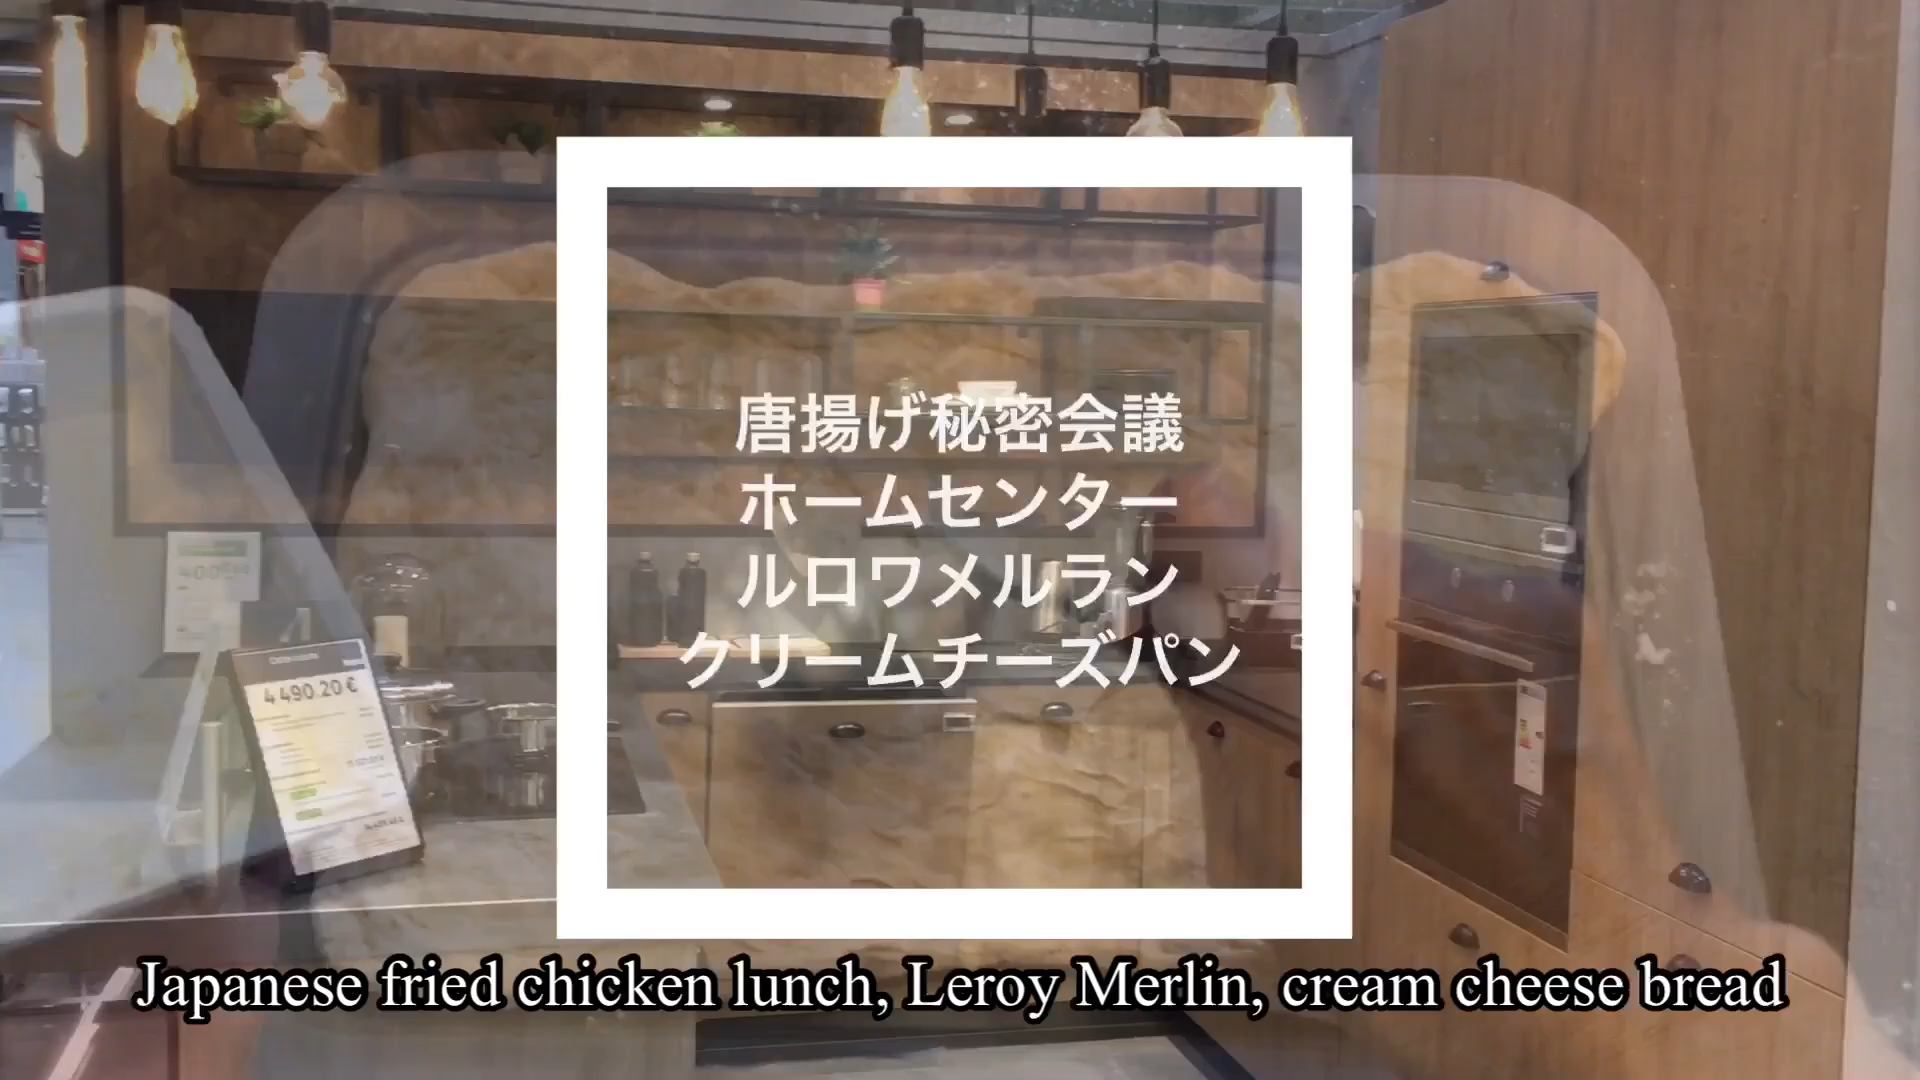 唐揚げ秘密会議
ホームセンター
ルロワメルラン
クリームチーズパン
4 490.20 €
Japanese fried chicken lunch, Leroy Merlin, cream cheese bread